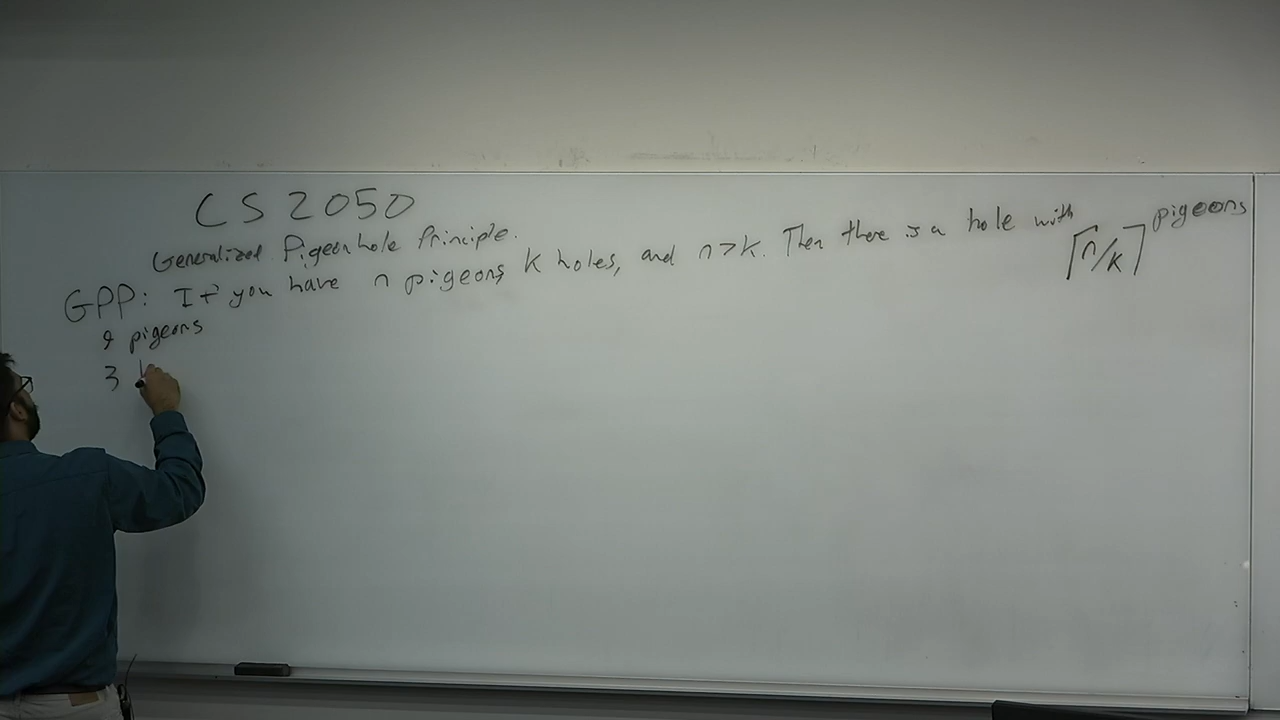 CS 2050
Generalized Pigeonhole Principle.
GPP: If you have n pigeons, k holes, and n>k. Then there is a hole with ⌈n/k⌉ pigeons
9 pigeons
3